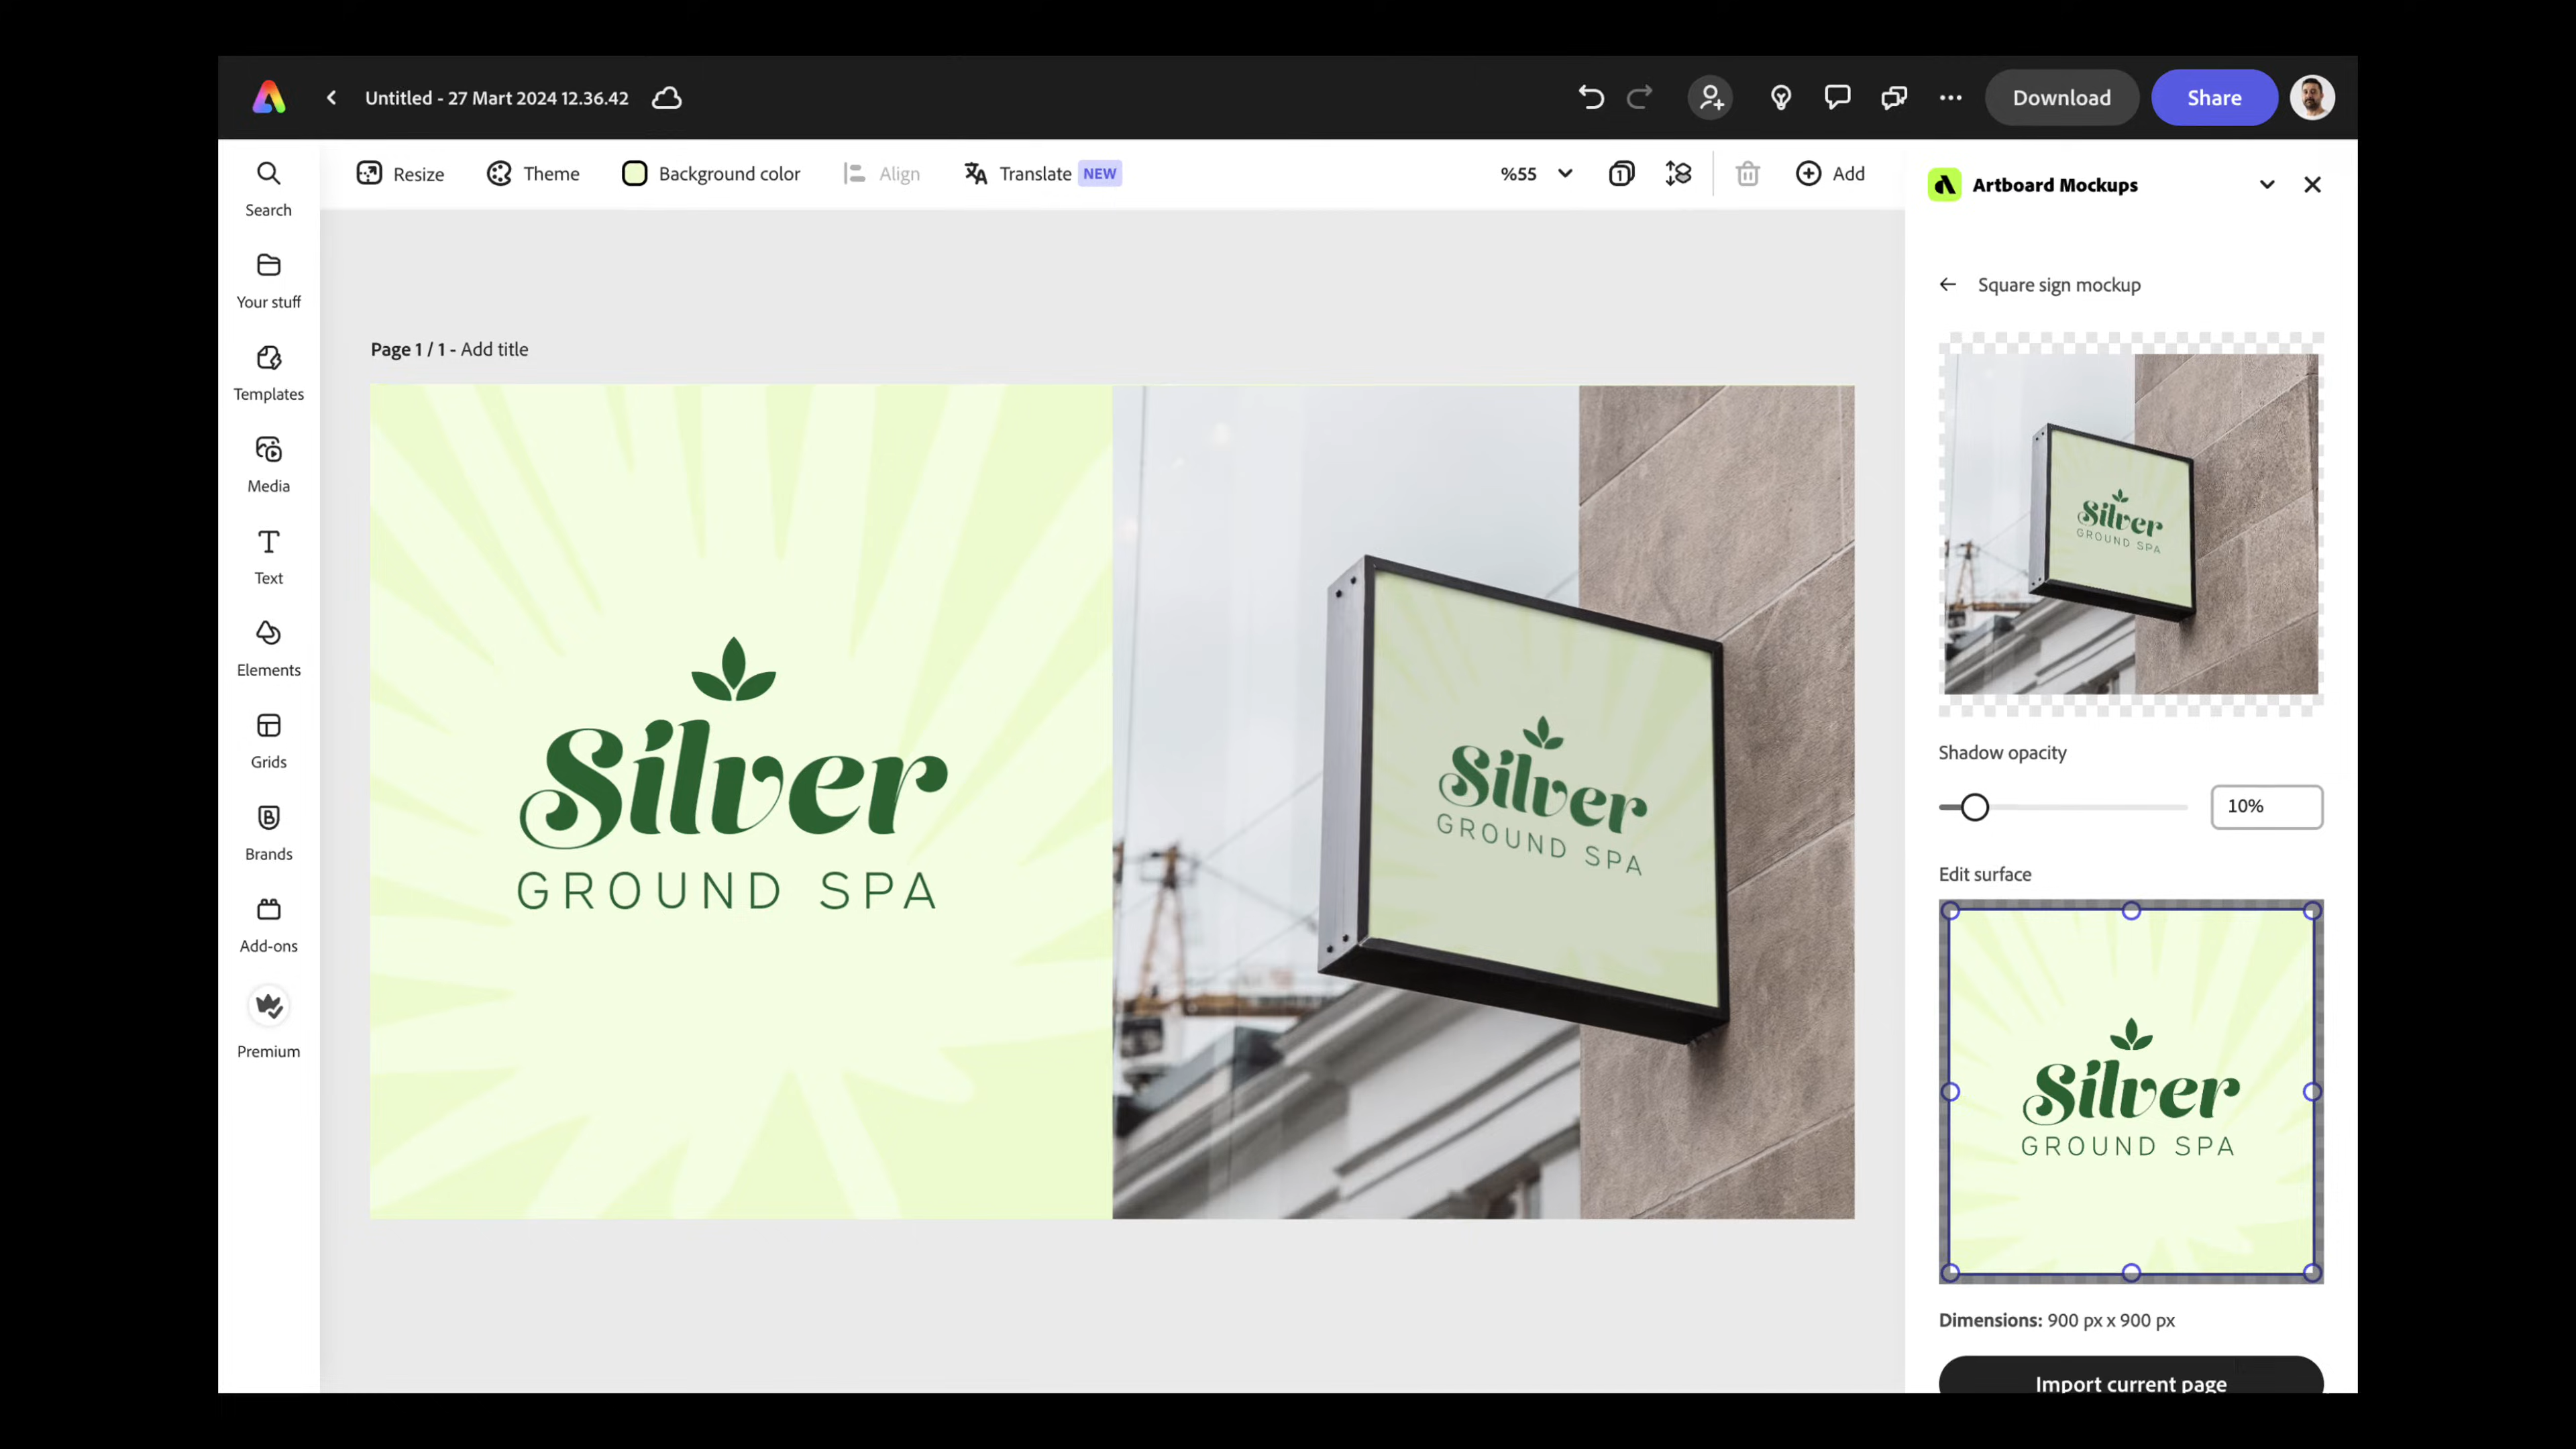 Untitled - 27 Mart 2024 12.36.42
Download
Share
Resize
Theme
Background color
Align
Translate NEW
%55
1
Add
Search
Your stuff
Templates
Media
Text
Elements
Grids
Brands
Add-ons
Premium
Page 1 / 1 - Add title
Silver
GROUND SPA
Silver
GROUND SPA
Artboard Mockups
Square sign mockup
Silver
GROUND SPA
Shadow opacity
10%
Edit surface
Silver
GROUND SPA
Dimensions: 900 px x 900 px
Import current page